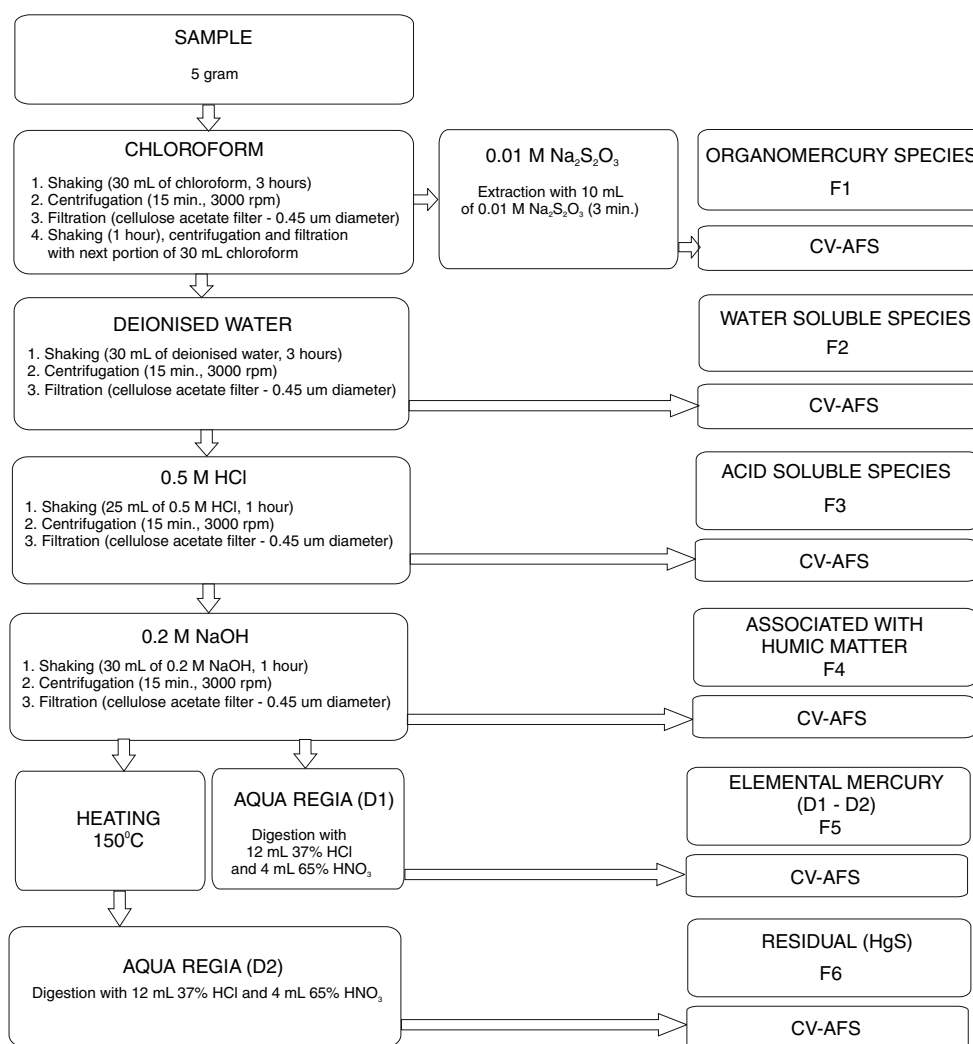 SAMPLE
5 gram
CHLOROFORM
1. Shaking (30 mL of chloroform, 3 hours)
2. Centrifugation (15 min., 3000 rpm)
3. Filtration (cellulose acetate filter - 0.45 um diameter)
4. Shaking (1 hour), centrifugation and filtration
with next portion of 30 mL chloroform
0.01 M Na₂S₂O₃
Extraction with 10 mL
of 0.01 M Na₂S₂O₃ (3 min.)
ORGANOMERCURY SPECIES
F1
CV-AFS
DEIONISED WATER
1. Shaking (30 mL of deionised water, 3 hours)
2. Centrifugation (15 min., 3000 rpm)
3. Filtration (cellulose acetate filter - 0.45 um diameter)
WATER SOLUBLE SPECIES
F2
CV-AFS
0.5 M HCl
1. Shaking (25 mL of 0.5 M HCl, 1 hour)
2. Centrifugation (15 min., 3000 rpm)
3. Filtration (cellulose acetate filter - 0.45 um diameter)
ACID SOLUBLE SPECIES
F3
CV-AFS
0.2 M NaOH
1. Shaking (30 mL of 0.2 M NaOH, 1 hour)
2. Centrifugation (15 min., 3000 rpm)
3. Filtration (cellulose acetate filter - 0.45 um diameter)
ASSOCIATED WITH
HUMIC MATTER
F4
CV-AFS
HEATING
150⁰C
AQUA REGIA (D1)
Digestion with
12 mL 37% HCl
and 4 mL 65% HNO₃
ELEMENTAL MERCURY
(D1 - D2)
F5
CV-AFS
AQUA REGIA (D2)
Digestion with 12 mL 37% HCl and 4 mL 65% HNO₃
RESIDUAL (HgS)
F6
CV-AFS